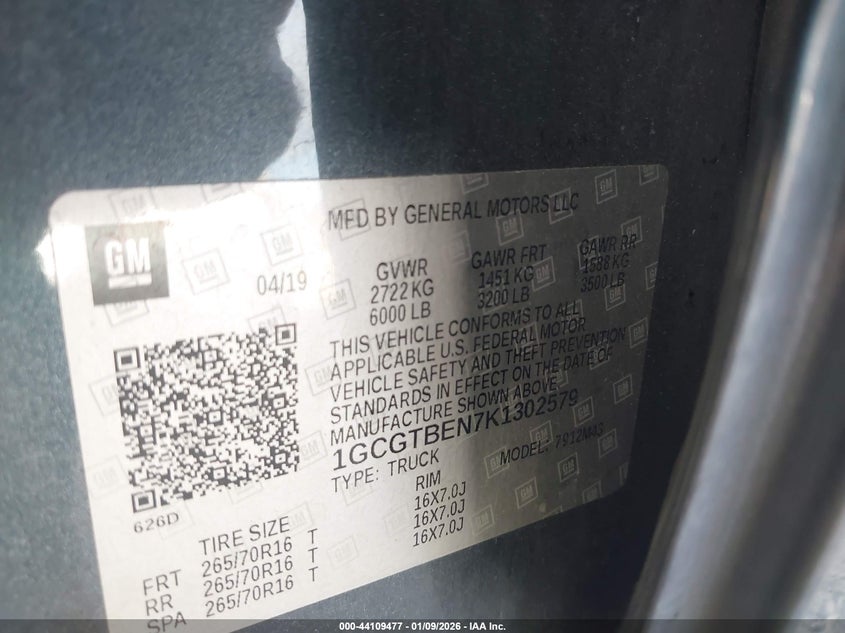 MFD BY GENERAL MOTORS LLC
GM
04/19
GVWR GAWR FRT GAWR RR
2722 KG 1451 KG 1588 KG
6000 LB 3200 LB 3500 LB
THIS VEHICLE CONFORMS TO ALL
APPLICABLE U.S. FEDERAL MOTOR
VEHICLE SAFETY AND THEFT PREVENTION
STANDARDS IN EFFECT ON THE DATE OF
MANUFACTURE SHOWN ABOVE.
1GCGTBEN7K1302579
TYPE: TRUCK MODEL: 7912M43
626D
TIRE SIZE RIM
FRT 265/70R16 T 16X7.0J
RR 265/70R16 T 16X7.0J
SPA 265/70R16 T 16X7.0J
000-44109477 - 01/09/2026 - IAA Inc.